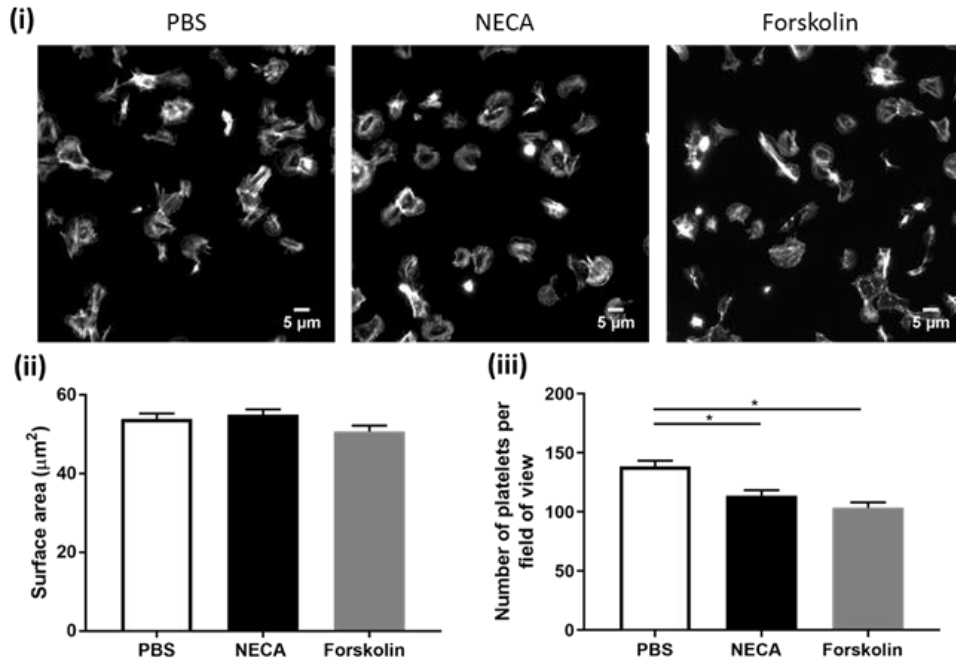 (i)
PBS NECA Forskolin
5 µm 5 µm 5 µm
(ii)
Surface area (µm²)
60
40
20
0
PBS NECA Forskolin
(iii)
Number of platelets per
field of view
200
150
100
50
0
*
*
PBS NECA Forskolin